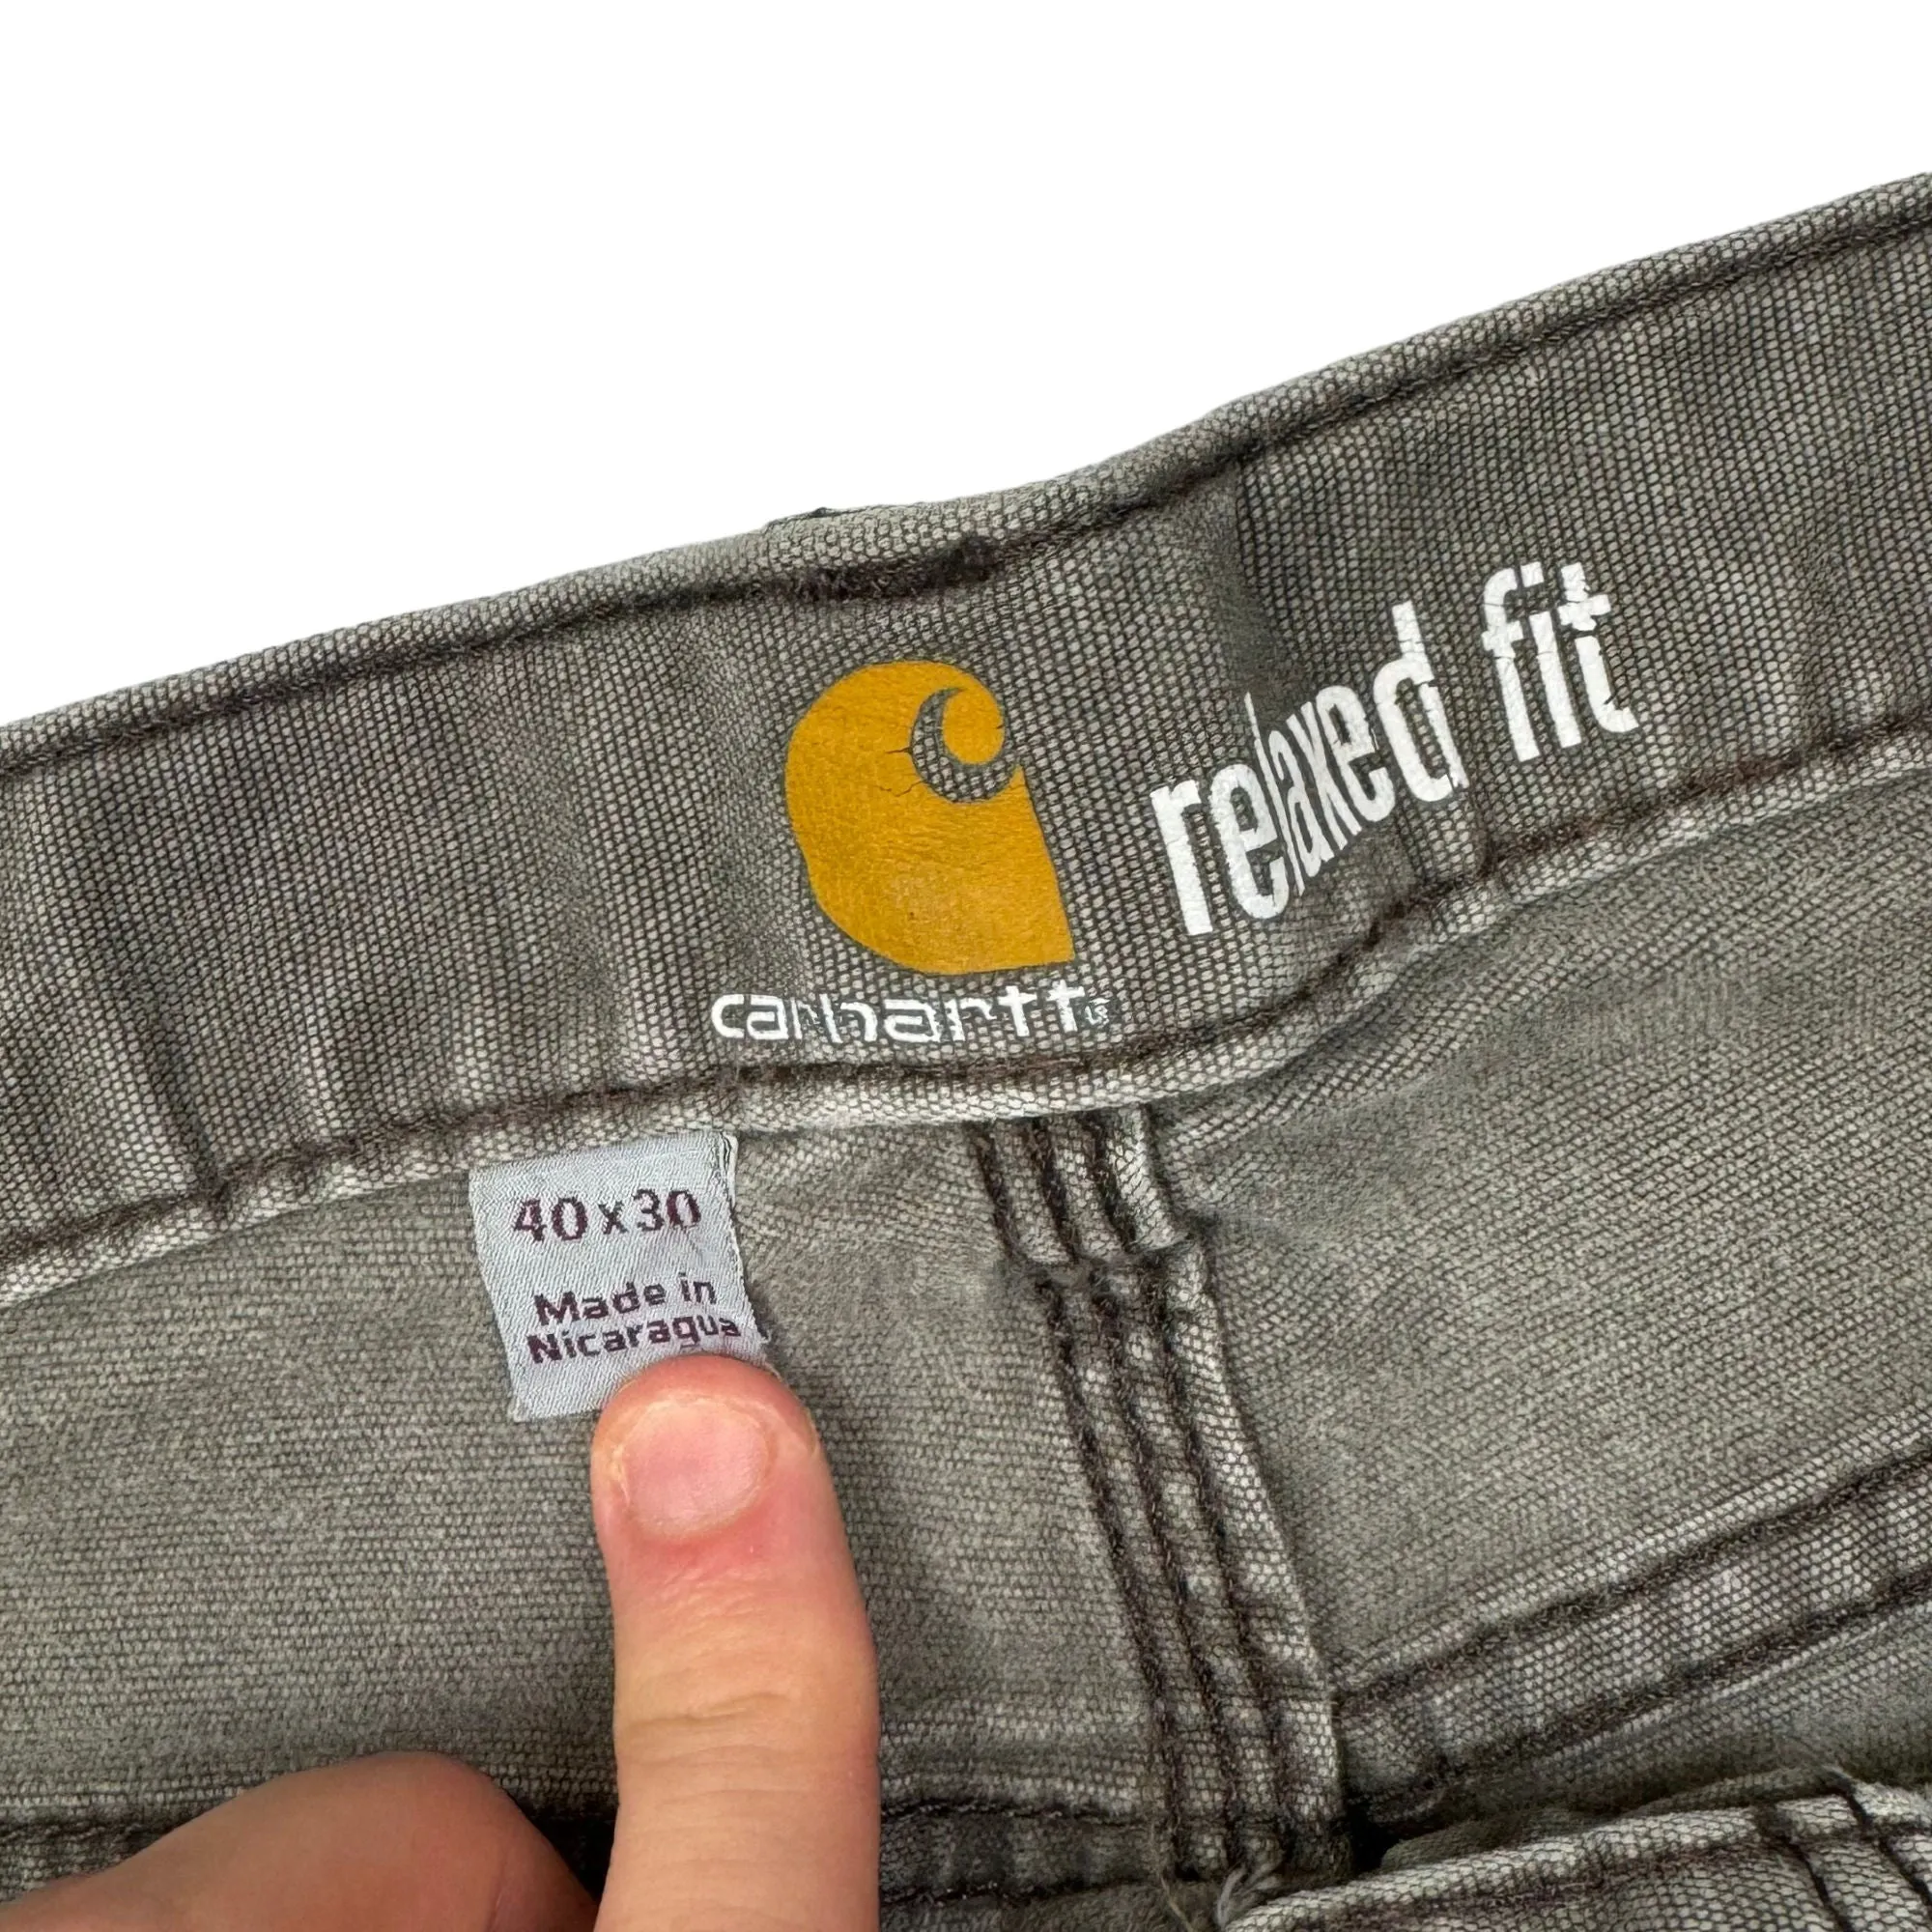 relaxed fit
carhartt
40x30
Made in
Nicaragua